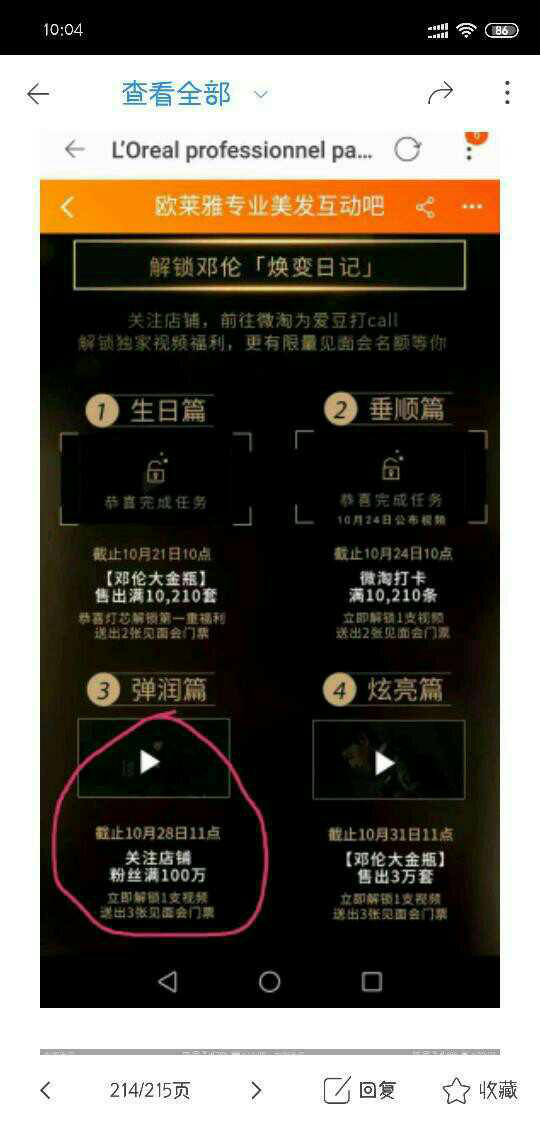 10:04
86
查看全部
L'Oreal professionnel pa...
6
欧莱雅专业美发互动吧
解锁邓伦「焕变日记」
关注店铺，前往微淘为爱豆打call
解锁独家视频福利，更有限量见面会名额等你
1 生日篇
恭喜完成任务
截止10月21日10点
【邓伦大金瓶】
售出满10,210套
恭喜灯芯解锁第一重福利
送出2张见面会门票
2 垂顺篇
恭喜完成任务
10月24日公布视频
截止10月24日10点
微淘打卡
满10,210条
立即解锁1支视频
送出2张见面会门票
3 弹润篇
截止10月28日11点
关注店铺
粉丝满100万
立即解锁1支视频
送出3张见面会门票
4 炫亮篇
截止10月31日11点
【邓伦大金瓶】
售出3万套
立即解锁1支视频
送出3张见面会门票
214/215页
回复
收藏